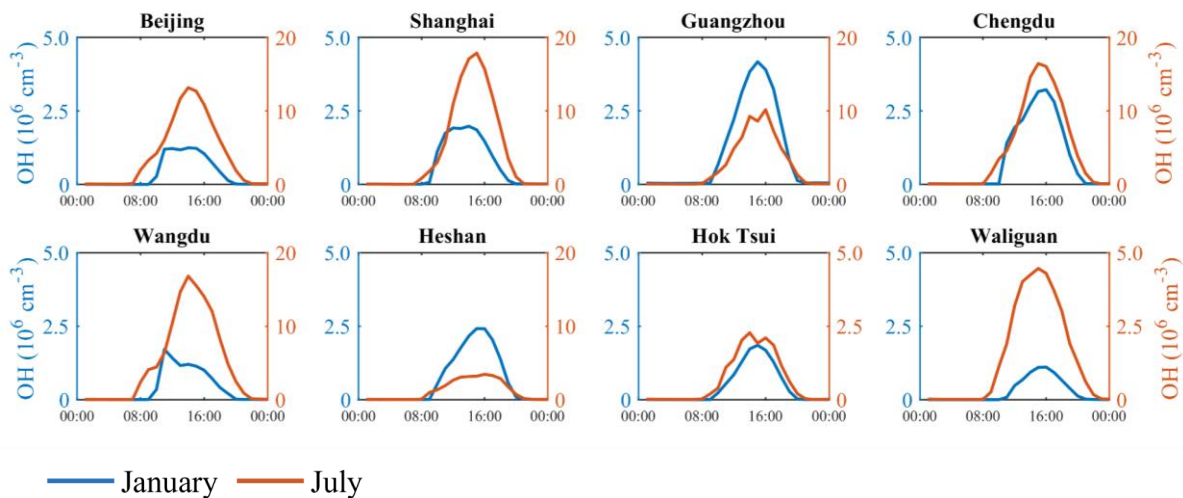 Beijing Shanghai Guangzhou Chengdu
5.0 20 5.0 20 5.0 20 5.0 20
2.5 10 2.5 10 2.5 10 2.5 10
0 0 0 0 0 0 0 0
OH (10⁶ cm⁻³) OH (10⁶ cm⁻³)
00:00 08:00 16:00 00:00 00:00 08:00 16:00 00:00 00:00 08:00 16:00 00:00 00:00 08:00 16:00 00:00
Wangdu Heshan Hok Tsui Waliguan
5.0 20 5.0 20 5.0 5.0 5.0 5.0
2.5 10 2.5 10 2.5 2.5 2.5 2.5
0 0 0 0 0 0 0 0
OH (10⁶ cm⁻³) OH (10⁶ cm⁻³)
00:00 08:00 16:00 00:00 00:00 08:00 16:00 00:00 00:00 08:00 16:00 00:00 00:00 08:00 16:00 00:00
January July